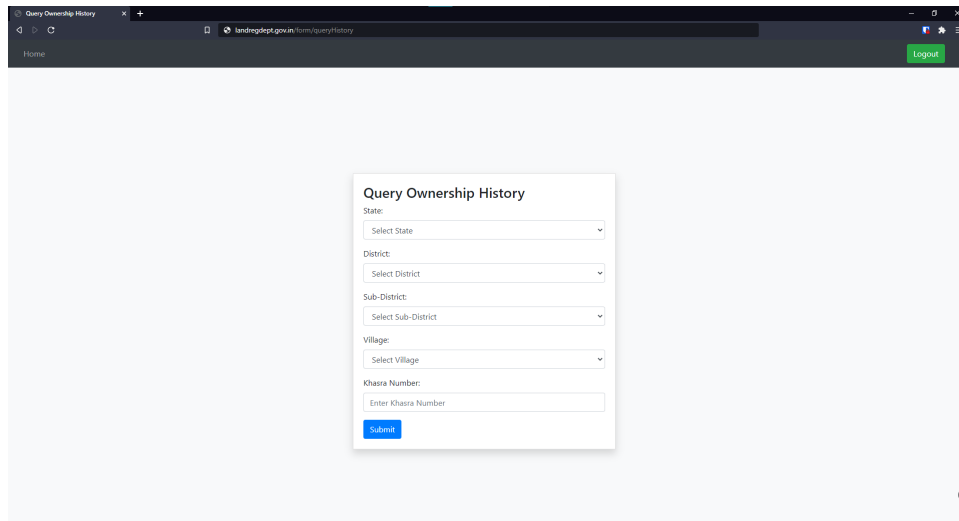 Query Ownership History
landregdept.gov.in/form/queryHistory
Home
Logout
Query Ownership History
State:
Select State
District:
Select District
Sub-District:
Select Sub-District
Village:
Select Village
Khasra Number:
Enter Khasra Number
Submit